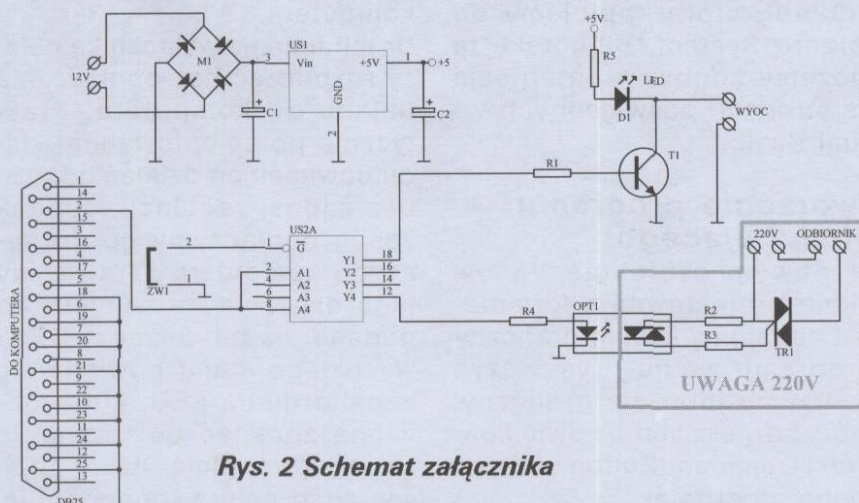 12V
M1
3
US1
Vin
+5V
GND
1
+5
+
C1
2
+
C2
+5V
R5
LED
D1
WYOC
R1
T1
220V
ODBIORNIK
R4
OPT1
R2
R3
TR1
UWAGA 220V
DO KOMPUTERA
1
14
2
15
3
16
4
17
5
18
6
19
7
20
8
21
9
22
10
23
11
24
12
25
13
DB25
ZW1
2
1
US2A
G
2
A1
4
A2
6
A3
8
A4
Y1
18
Y2
16
Y3
14
Y4
12
Rys. 2 Schemat załącznika